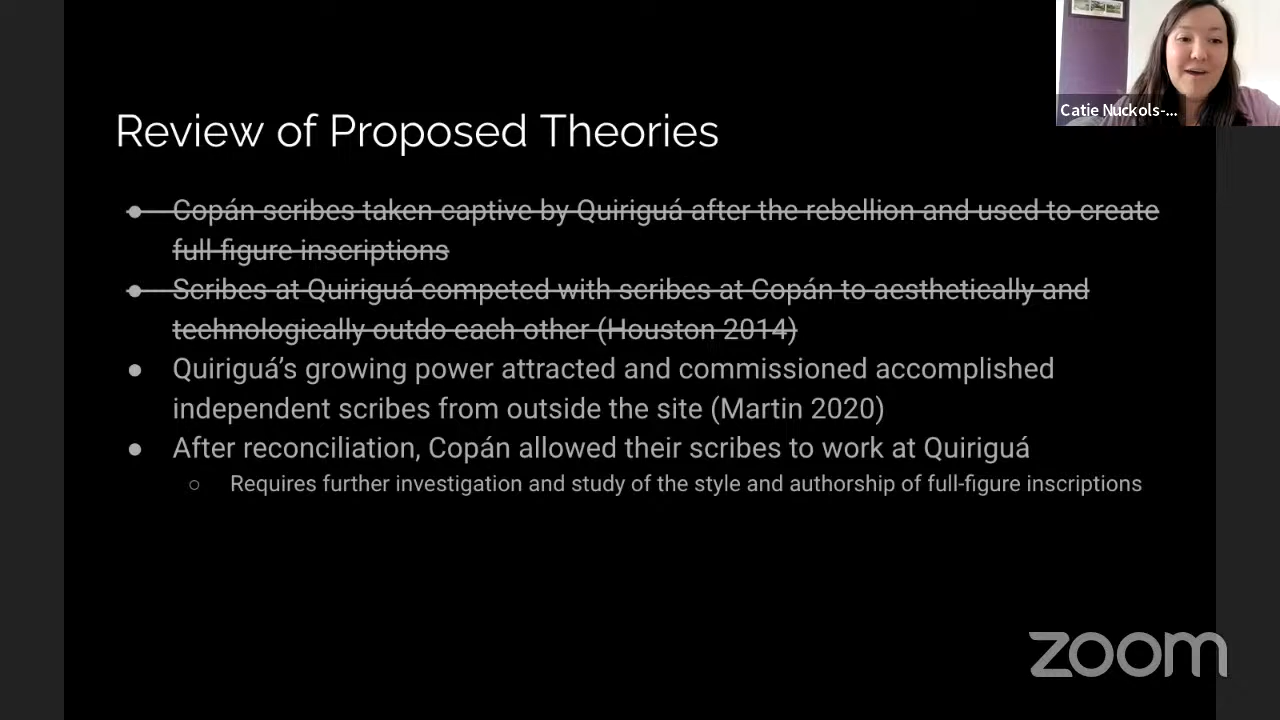 Review of Proposed Theories
Catie Nuckols-...
● Copán scribes taken captive by Quiriguá after the rebellion and used to create
full-figure inscriptions
● Scribes at Quiriguá competed with scribes at Copán to aesthetically and
technologically outdo each other (Houston 2014)
● Quiriguá’s growing power attracted and commissioned accomplished
independent scribes from outside the site (Martin 2020)
● After reconciliation, Copán allowed their scribes to work at Quiriguá
○ Requires further investigation and study of the style and authorship of full-figure inscriptions
zoom